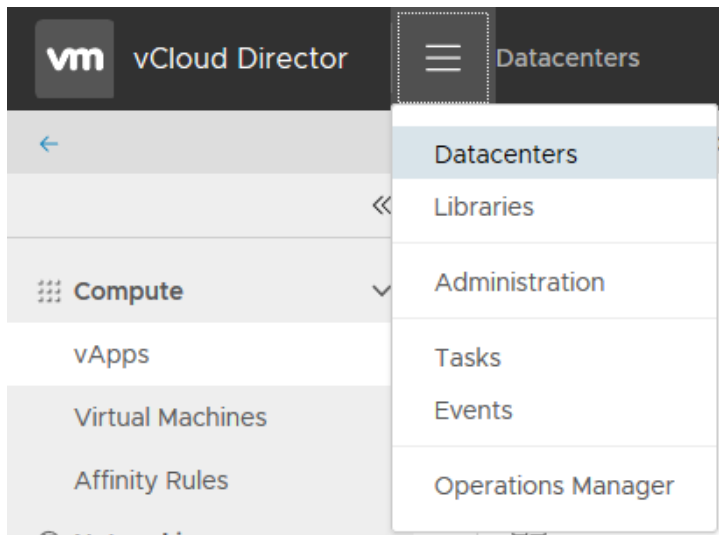 vm vCloud Director Datacenters
Datacenters
Libraries
Administration
Tasks
Events
Operations Manager
Compute
vApps
Virtual Machines
Affinity Rules